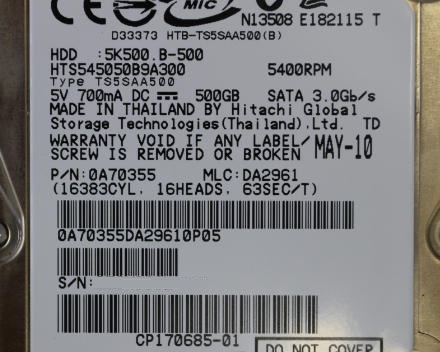 CE MIC
N13508 E182115 T
D33373 HTB-TS5SAA500(B)
HDD :5K500.B-500
HTS545050B9A300 5400RPM
Type TS5SAA500
5V 700mA DC 500GB SATA 3.0Gb/s
MADE IN THAILAND BY Hitachi Global
Storage Technologies(Thailand),Ltd. TD
WARRANTY VOID IF ANY LABEL/
SCREW IS REMOVED OR BROKEN MAY-10
P/N:0A70355 MLC:DA2961
(16383CYL. 16HEADS, 63SEC/T)
0A70355DA29610P05
S/N:
CP170685-01
DO NOT COVER